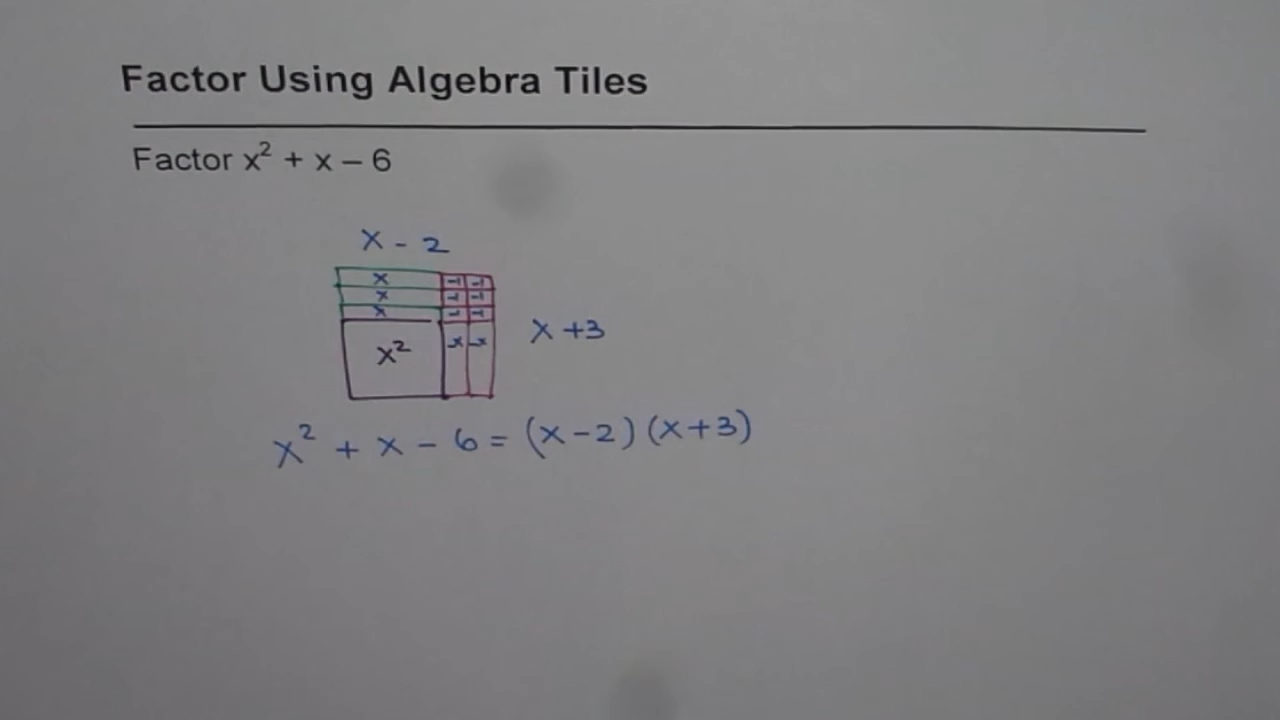 Factor Using Algebra Tiles
Factor x² + x – 6
x - 2
x -1 -1
x -1 -1
x -1 -1
x + 3
x² -x -x
x² + x - 6 = (x - 2) (x + 3)